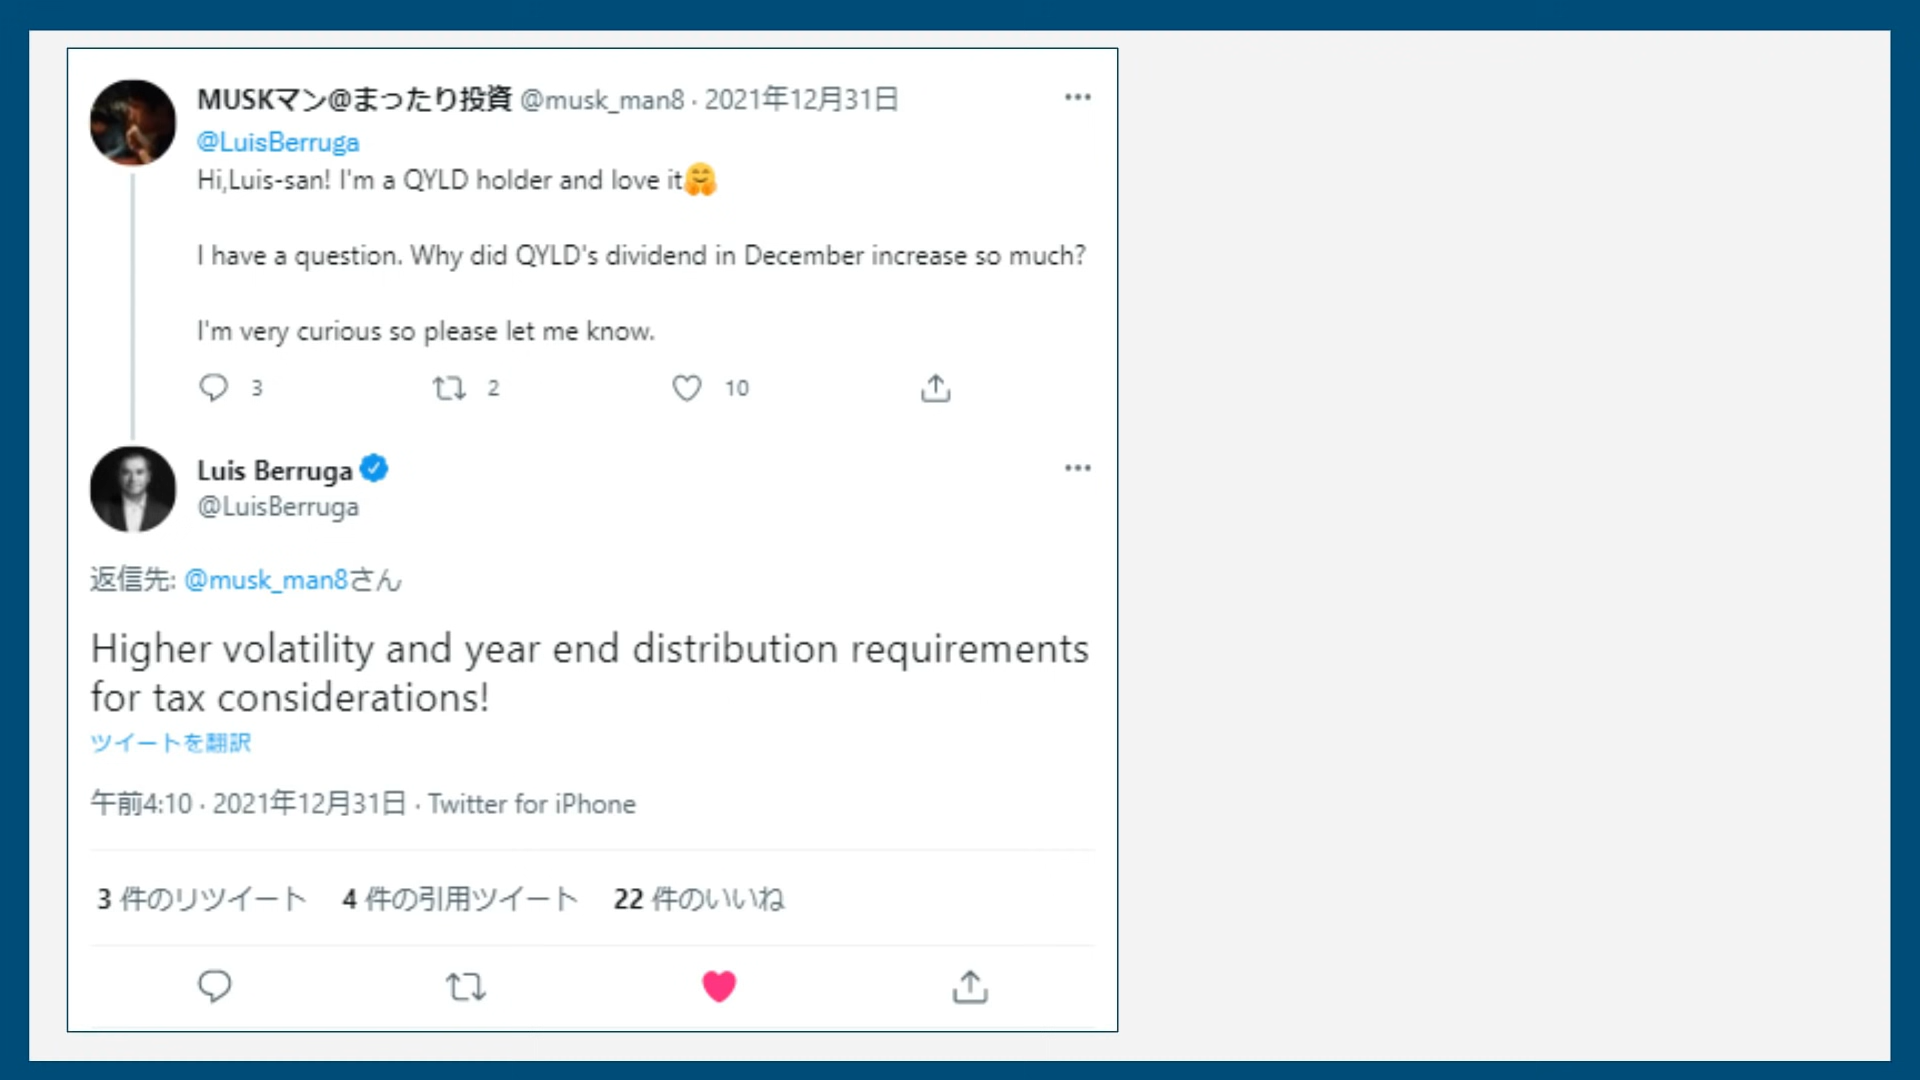 MUSKマン@まったり投資 @musk_man8 · 2021年12月31日
@LuisBerruga
Hi,Luis-san! I'm a QYLD holder and love it🤗
I have a question. Why did QYLD's dividend in December increase so much?
I'm very curious so please let me know.
3 2 10
Luis Berruga
@LuisBerruga
返信先: @musk_man8さん
Higher volatility and year end distribution requirements
for tax considerations!
ツイートを翻訳
午前4:10 · 2021年12月31日 · Twitter for iPhone
3 件のリツイート 4 件の引用ツイート 22 件のいいね